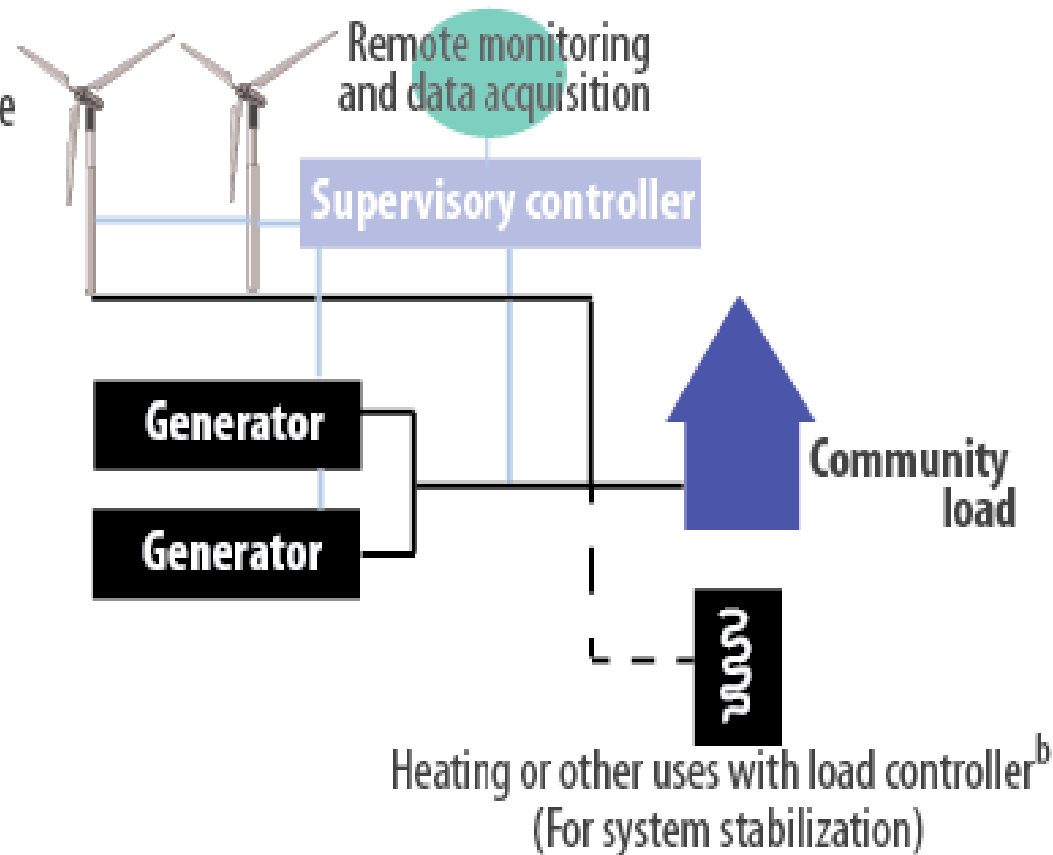 Remote monitoring
and data acquisition
e
Supervisory controller
Generator
Generator
Community
load
Heating or other uses with load controllerᵇ
(For system stabilization)